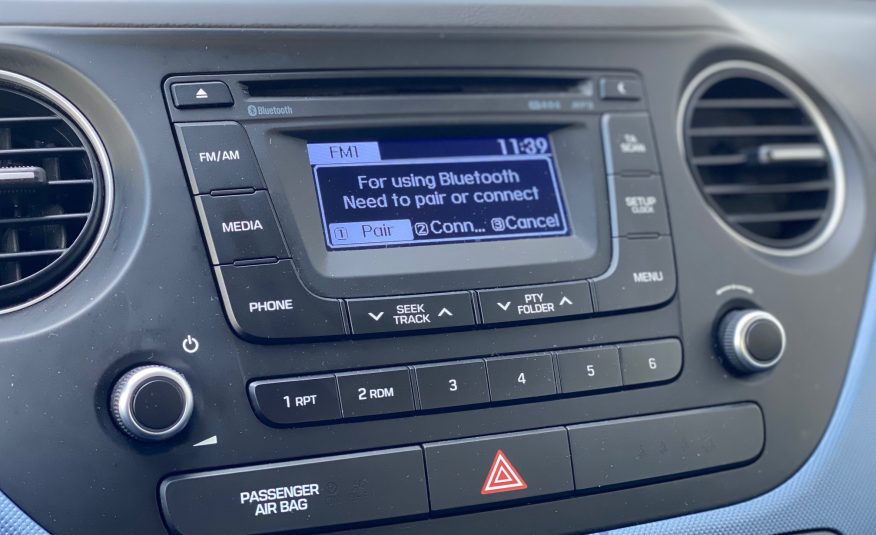 Bluetooth
FM/AM
MEDIA
PHONE
FM1
11:39
For using Bluetooth
Need to pair or connect
1 Pair
2 Conn...
3 Cancel
TA
SCAN
SETUP
CLOCK
MENU
SEEK
TRACK
PTY
FOLDER
1 RPT
2 RDM
3
4
5
6
PASSENGER
AIR BAG